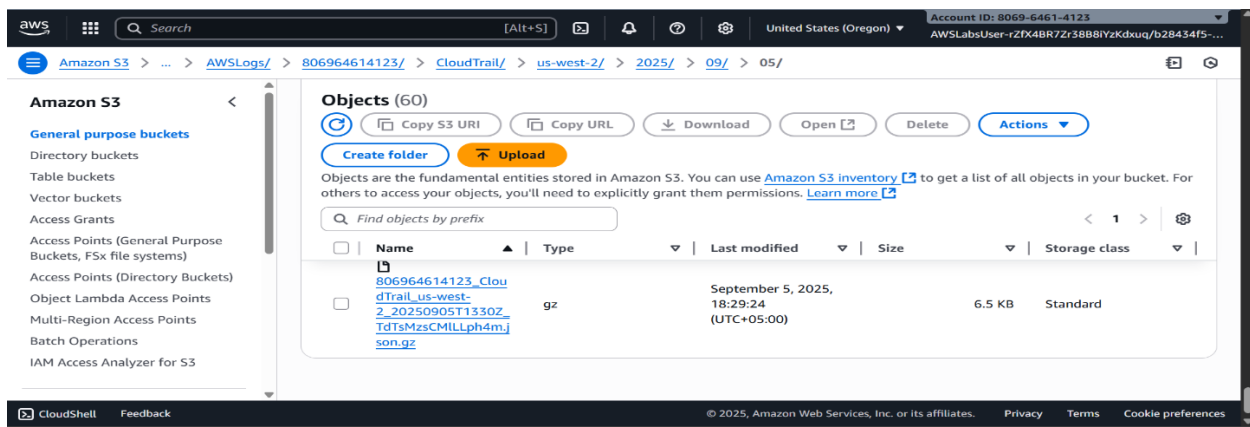 aws
Search
[Alt+S]
United States (Oregon)
Account ID: 8069-6461-4123
AWSLabsUser-rZfX4BR7Zr38B8iYzKdxuq/b28434f5-...
Amazon S3 > ... > AWSLogs/ > 806964614123/ > CloudTrail/ > us-west-2/ > 2025/ > 09/ > 05/
Amazon S3
General purpose buckets
Directory buckets
Table buckets
Vector buckets
Access Grants
Access Points (General Purpose
Buckets, FSx file systems)
Access Points (Directory Buckets)
Object Lambda Access Points
Multi-Region Access Points
Batch Operations
IAM Access Analyzer for S3
Objects (60)
Copy S3 URI
Copy URL
Download
Open
Delete
Actions
Create folder
Upload
Objects are the fundamental entities stored in Amazon S3. You can use Amazon S3 inventory to get a list of all objects in your bucket. For
others to access your objects, you'll need to explicitly grant them permissions. Learn more
Find objects by prefix
< 1 >
Name
Type
Last modified
Size
Storage class
806964614123_Clou
dTrail_us-west-
2_20250905T1330Z_
TdTsMzsCMlLLph4m.j
son.gz
gz
September 5, 2025,
18:29:24
(UTC+05:00)
6.5 KB
Standard
CloudShell
Feedback
© 2025, Amazon Web Services, Inc. or its affiliates.
Privacy
Terms
Cookie preferences